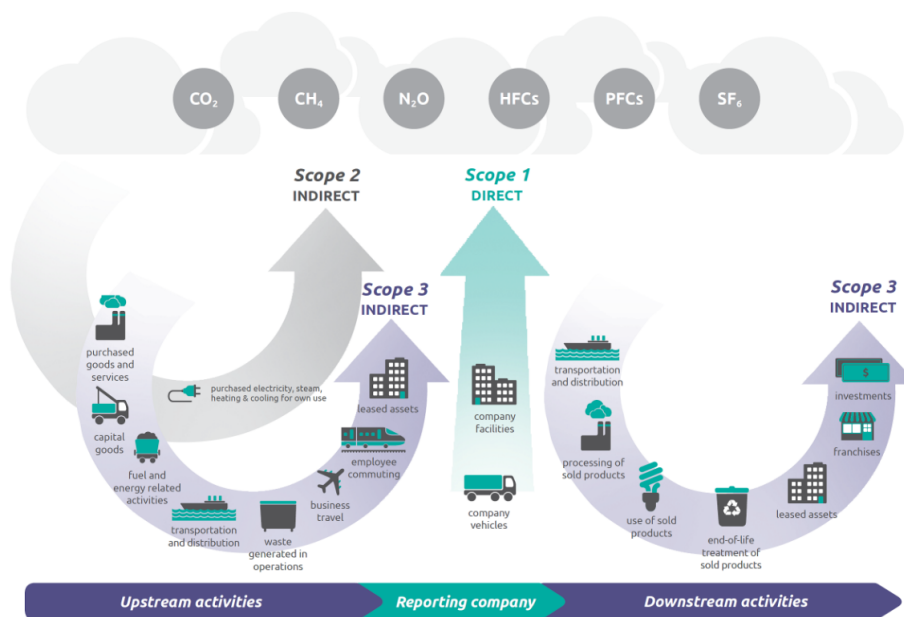 CO₂
CH₄
N₂O
HFCs
PFCs
SF₆
Scope 2
INDIRECT
Scope 1
DIRECT
Scope 3
INDIRECT
Scope 3
INDIRECT
purchased
goods and
services
capital
goods
fuel and
energy related
activities
purchased electricity, steam,
heating & cooling for own use
transportation
and distribution
waste
generated in
operations
business
travel
employee
commuting
leased assets
company
facilities
company
vehicles
transportation
and distribution
processing of
sold products
use of sold
products
end-of-life
treatment of
sold products
leased assets
franchises
$
investments
Upstream activities
Reporting company
Downstream activities